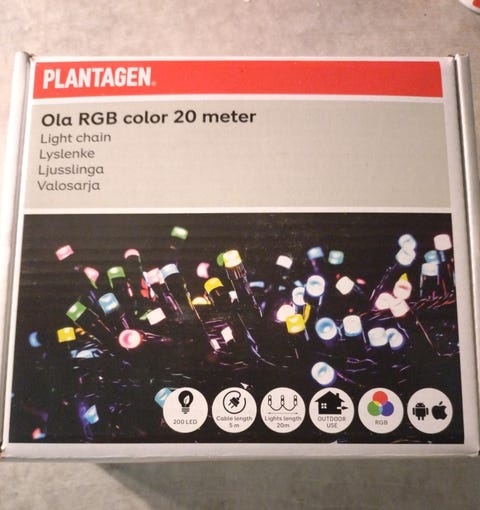 PLANTAGEN®
Ola RGB color 20 meter
Light chain
Lyslenke
Ljusslinga
Valosarja
200 LED
Cable length
5 m
Lights length
20m
OUTDOOR
USE
RGB